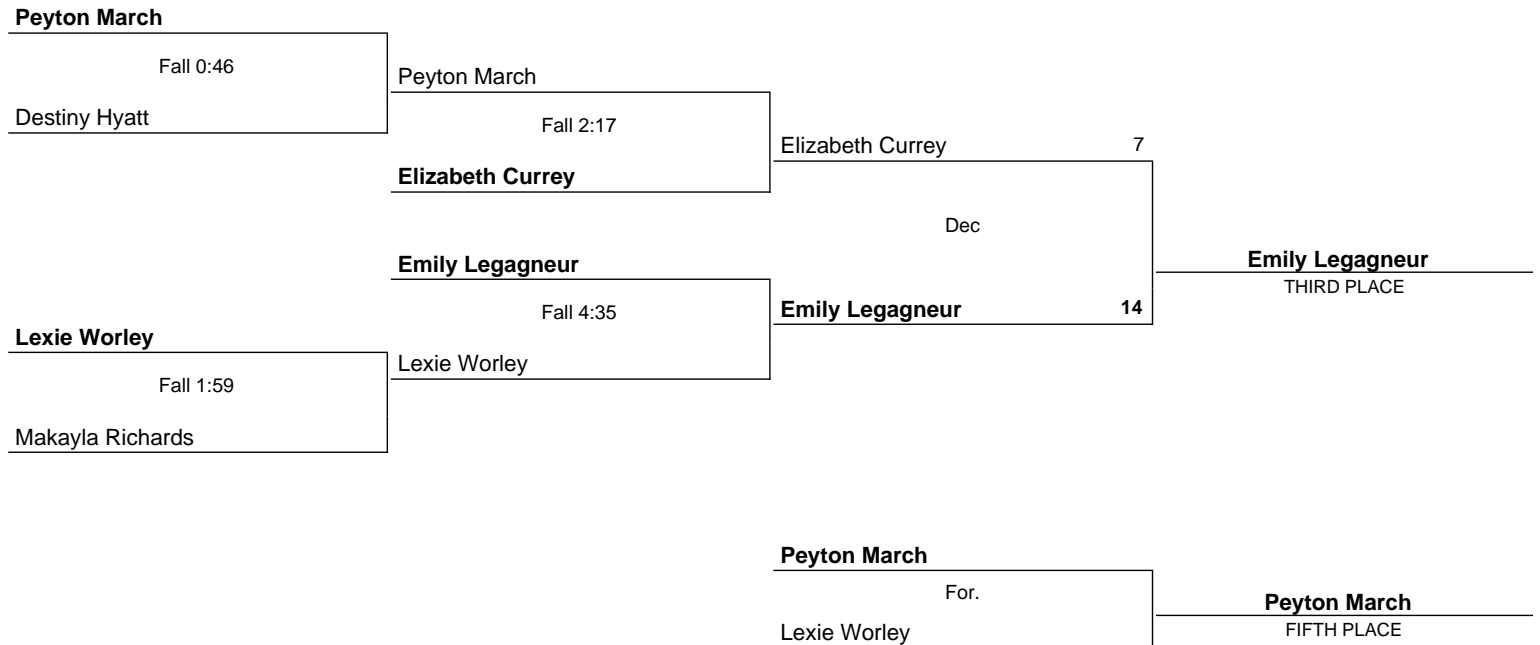 Peyton March
Fall 0:46
Destiny Hyatt
Peyton March
Fall 2:17
Elizabeth Currey
Elizabeth Currey 7
Dec
Emily Legagneur 14
Emily Legagneur
THIRD PLACE
Emily Legagneur
Fall 4:35
Lexie Worley
Lexie Worley
Fall 1:59
Makayla Richards
Peyton March
For.
Lexie Worley
Peyton March
FIFTH PLACE